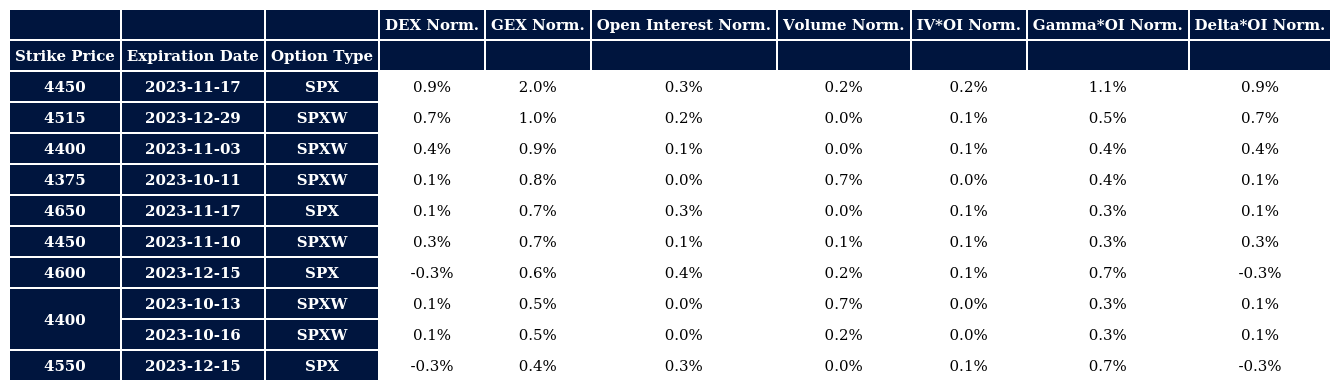 DEX Norm. GEX Norm. Open Interest Norm. Volume Norm. IV*OI Norm. Gamma*OI Norm. Delta*OI Norm.
Strike Price Expiration Date Option Type
4450 2023-11-17 SPX 0.9% 2.0% 0.3% 0.2% 0.2% 1.1% 0.9%
4515 2023-12-29 SPXW 0.7% 1.0% 0.2% 0.0% 0.1% 0.5% 0.7%
4400 2023-11-03 SPXW 0.4% 0.9% 0.1% 0.0% 0.1% 0.4% 0.4%
4375 2023-10-11 SPXW 0.1% 0.8% 0.0% 0.7% 0.0% 0.4% 0.1%
4650 2023-11-17 SPX 0.1% 0.7% 0.3% 0.0% 0.1% 0.3% 0.1%
4450 2023-11-10 SPXW 0.3% 0.7% 0.1% 0.1% 0.1% 0.3% 0.3%
4600 2023-12-15 SPX -0.3% 0.6% 0.4% 0.2% 0.1% 0.7% -0.3%
4400 2023-10-13 SPXW 0.1% 0.5% 0.0% 0.7% 0.0% 0.3% 0.1%
2023-10-16 SPXW 0.1% 0.5% 0.0% 0.2% 0.0% 0.3% 0.1%
4550 2023-12-15 SPX -0.3% 0.4% 0.3% 0.0% 0.1% 0.7% -0.3%